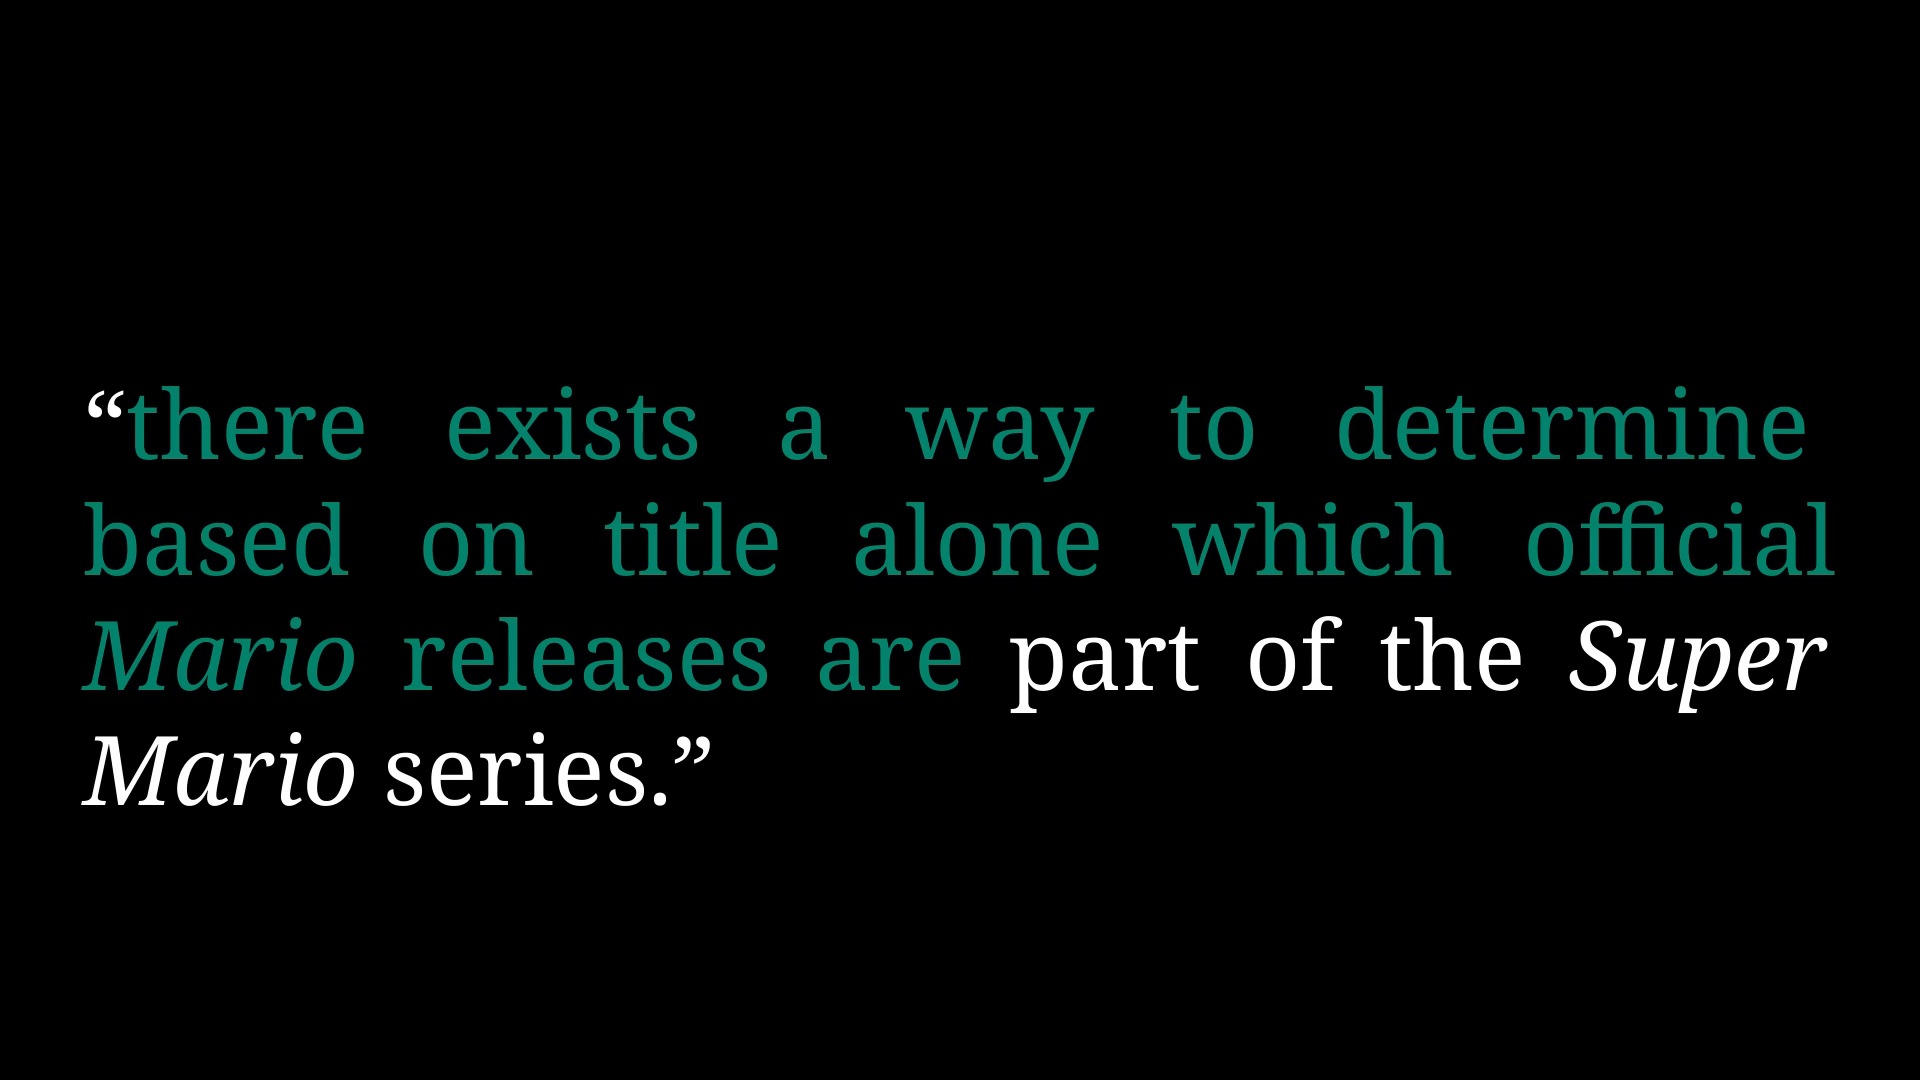 “there exists a way to determine
based on title alone which official
Mario releases are part of the Super
Mario series.”